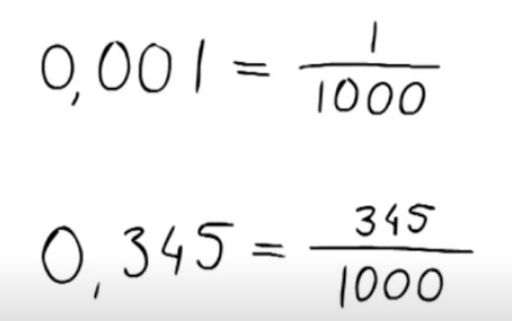 0,001 = 1/1000
0,345 = 345/1000